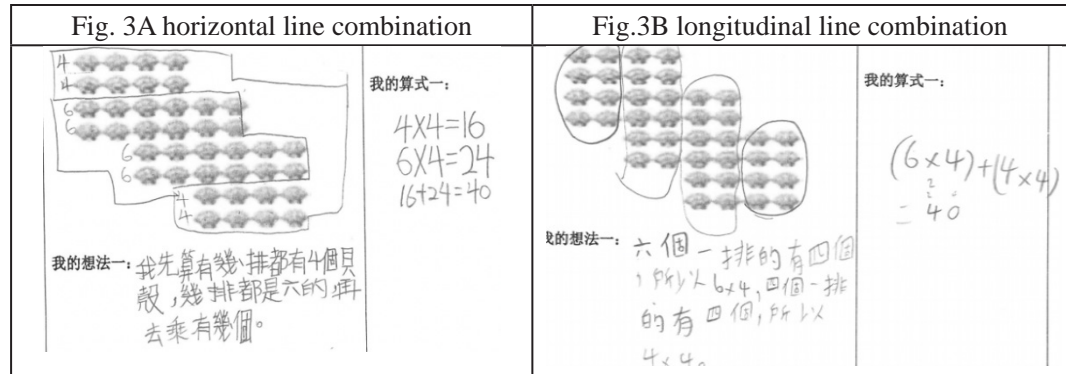 Fig. 3A horizontal line combination
4
4
6
6
6
6
4
4
我的算式一：
4×4=16
6×4=24
16+24=40
我的想法一：我先算有幾排都有4個貝
殼，幾排都是六的，再
去乘有幾個。
Fig.3B longitudinal line combination
我的算式一：
(6×4)+(4×4)
= 40
我的想法一：六個一排的有四個
，所以6×4，四個一排
的有四個，所以
4×4。